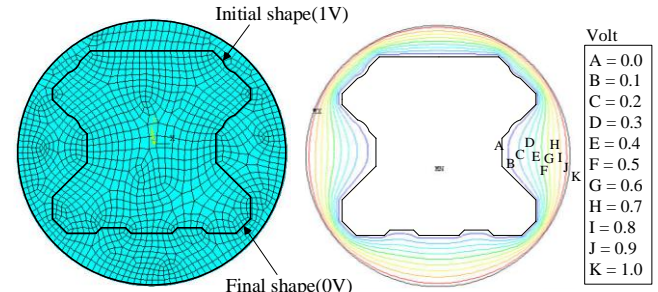 Initial shape(1V)
Final shape(0V)
A
B
C
D
E
F
G
H
I
J
K
Volt
A = 0.0
B = 0.1
C = 0.2
D = 0.3
E = 0.4
F = 0.5
G = 0.6
H = 0.7
I = 0.8
J = 0.9
K = 1.0